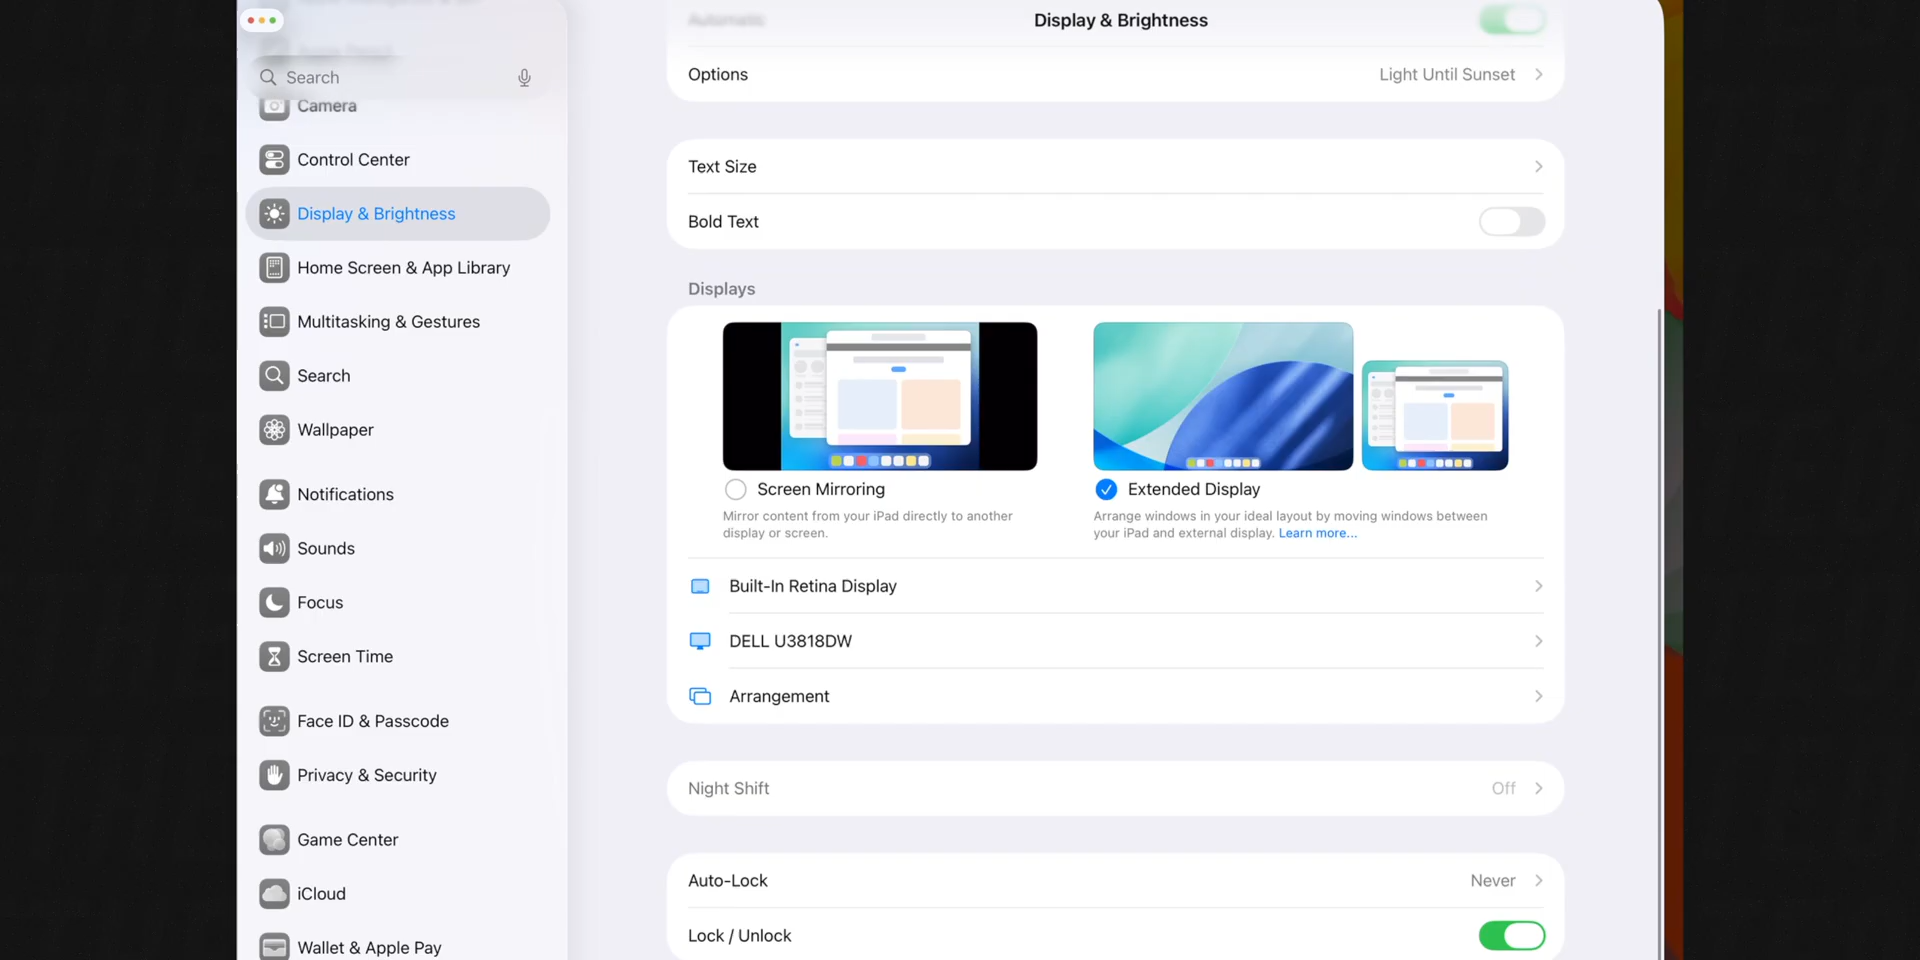 Search
Camera
Control Center
Display & Brightness
Home Screen & App Library
Multitasking & Gestures
Search
Wallpaper
Notifications
Sounds
Focus
Screen Time
Face ID & Passcode
Privacy & Security
Game Center
iCloud
Wallet & Apple Pay
Display & Brightness
Automatic
Options Light Until Sunset
Text Size
Bold Text
Displays
Screen Mirroring
Mirror content from your iPad directly to another
display or screen.
Extended Display
Arrange windows in your ideal layout by moving windows between
your iPad and external display. Learn more...
Built-In Retina Display
DELL U3818DW
Arrangement
Night Shift Off
Auto-Lock Never
Lock / Unlock